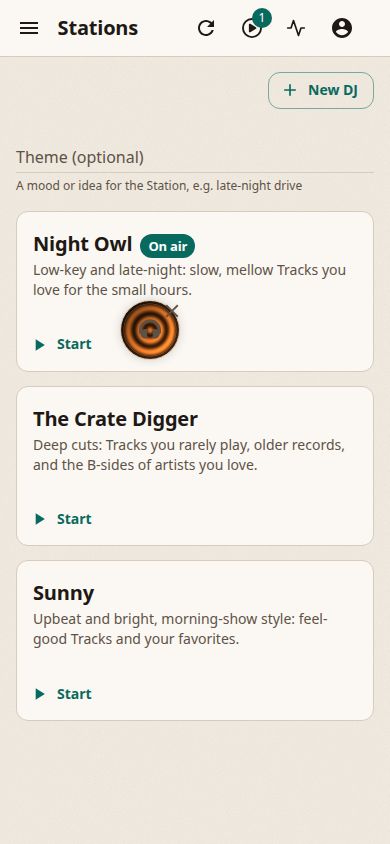 Stations
1
New DJ
Theme (optional)
A mood or idea for the Station, e.g. late-night drive
Night Owl
On air
Low-key and late-night: slow, mellow Tracks you
love for the small hours.
Start
The Crate Digger
Deep cuts: Tracks you rarely play, older records,
and the B-sides of artists you love.
Start
Sunny
Upbeat and bright, morning-show style: feel-
good Tracks and your favorites.
Start